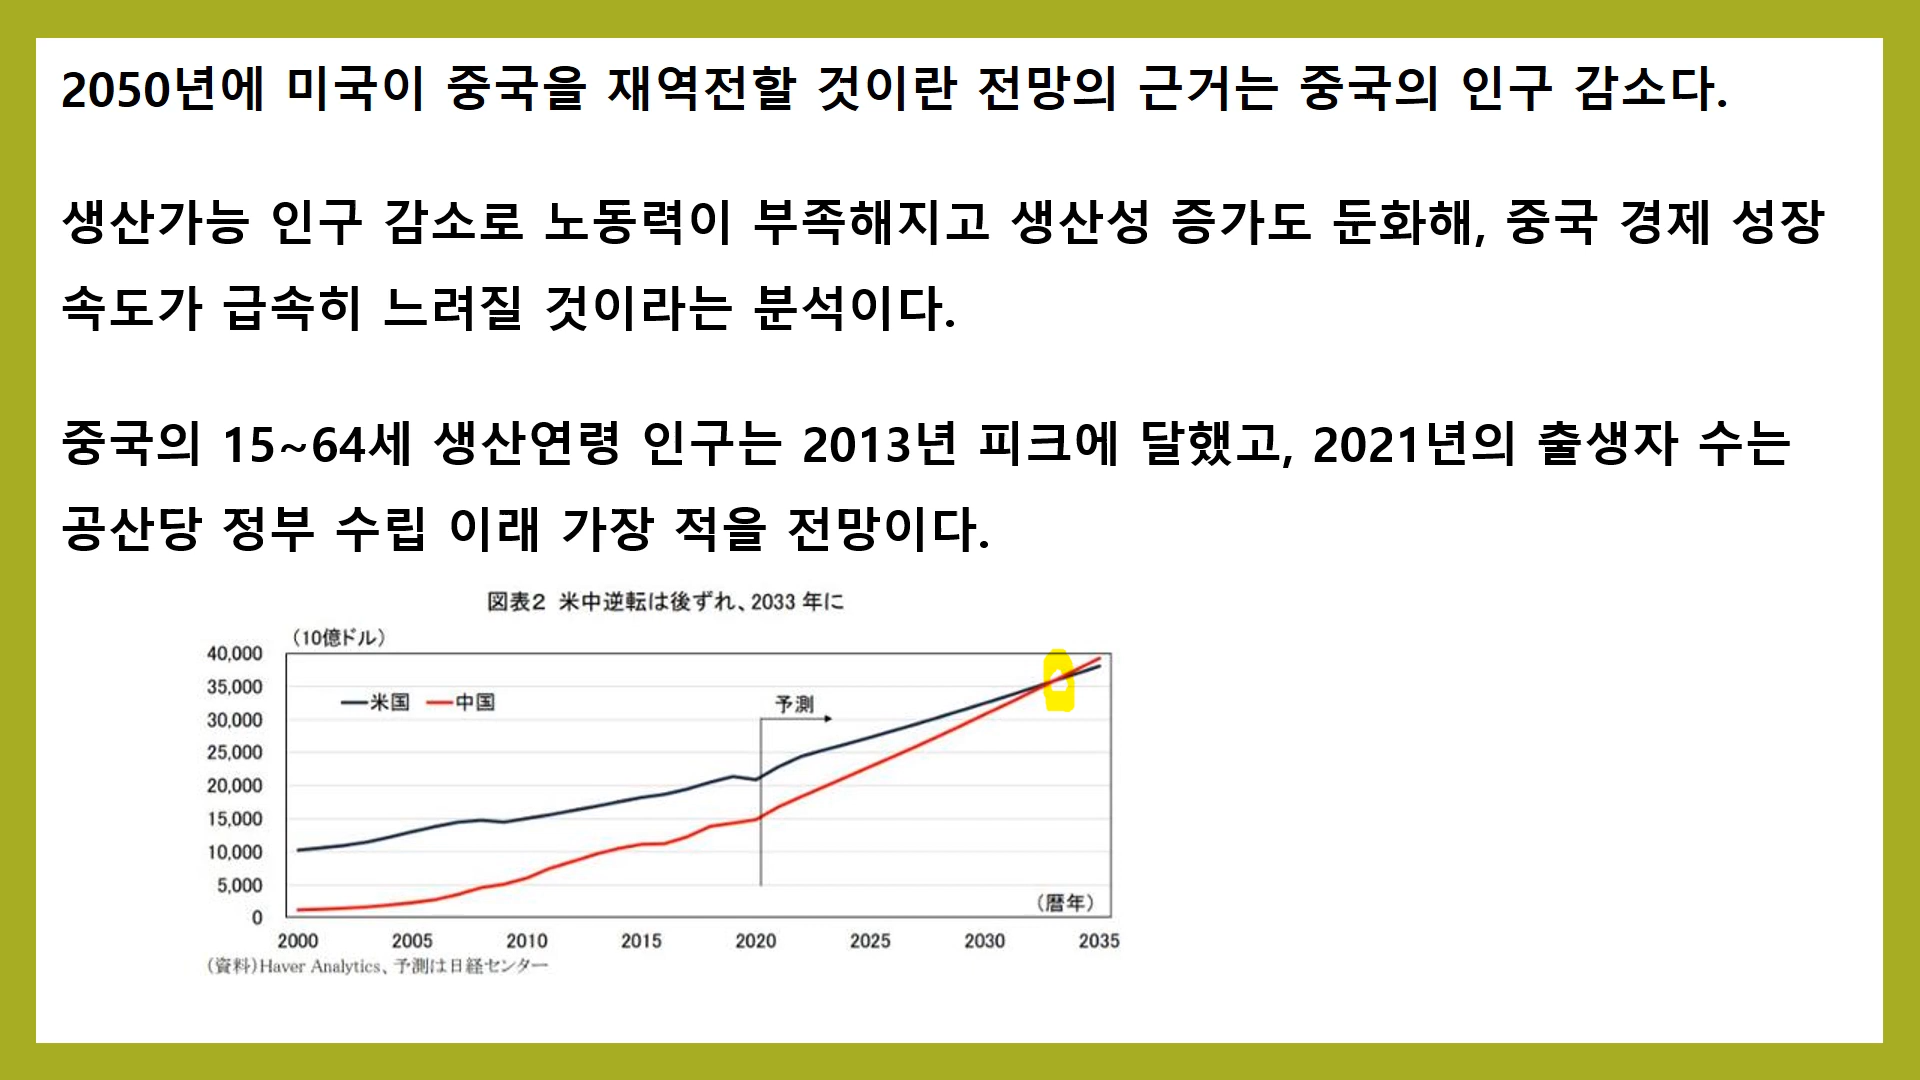 2050년에 미국이 중국을 재역전할 것이란 전망의 근거는 중국의 인구 감소다.
생산가능 인구 감소로 노동력이 부족해지고 생산성 증가도 둔화해, 중국 경제 성장
속도가 급속히 느려질 것이라는 분석이다.
중국의 15~64세 생산연령 인구는 2013년 피크에 달했고, 2021년의 출생자 수는
공산당 정부 수립 이래 가장 적을 전망이다.
図表2 米中逆転は後ずれ、2033年に
(10億ドル)
40,000
35,000
米国 中国
予測
30,000
25,000
20,000
15,000
10,000
5,000
(暦年)
0
2000 2005 2010 2015 2020 2025 2030 2035
(資料)Haver Analytics、予測は日経センター